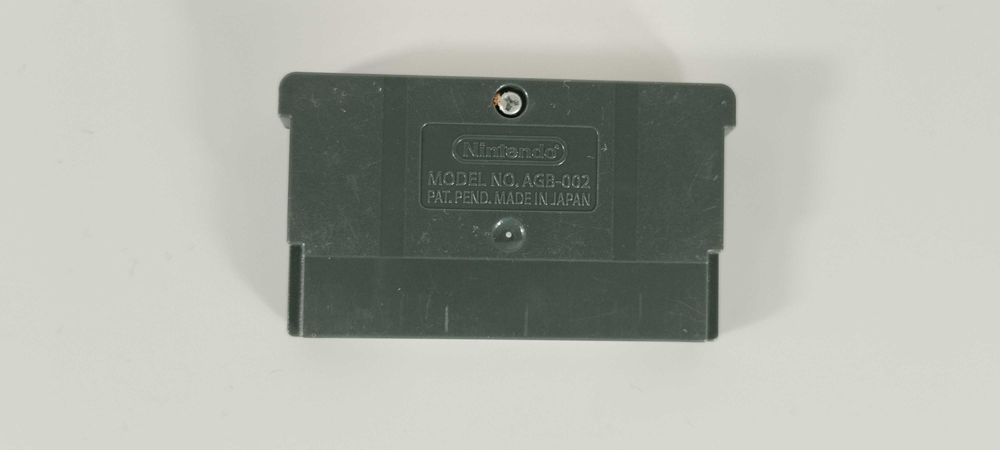 Nintendo®
MODEL NO. AGB-002
PAT. PEND. MADE IN JAPAN